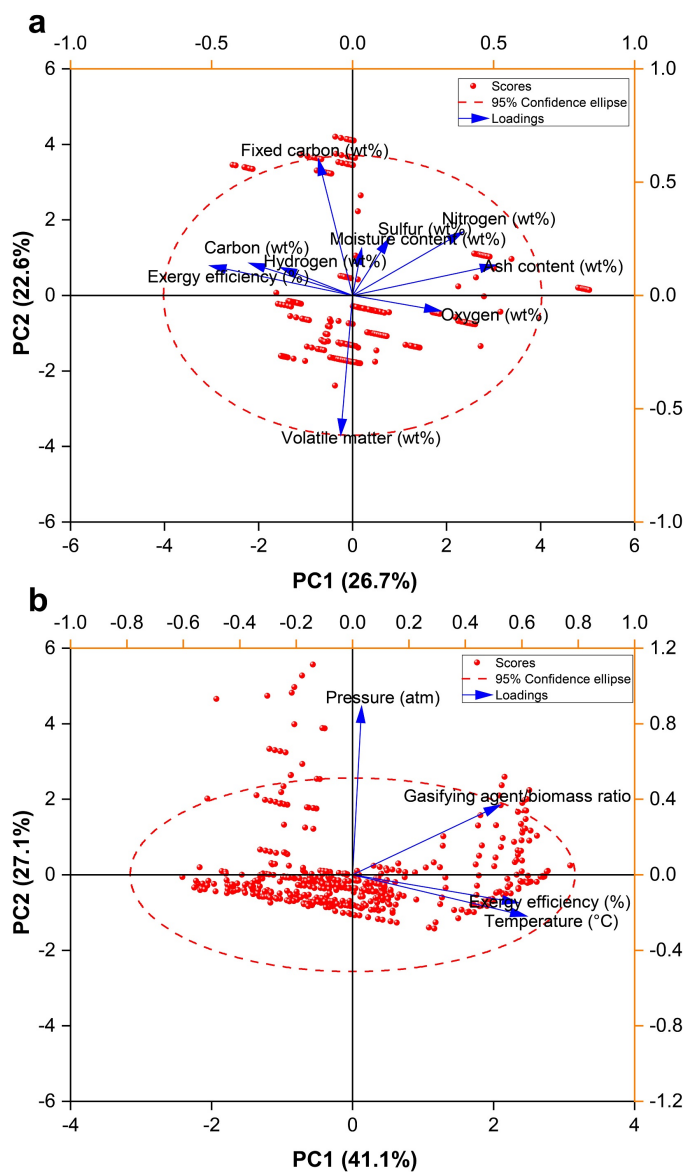 a
-1.0 -0.5 0.0 0.5 1.0
6 1.0
Scores
95% Confidence ellipse
Loadings
4
Fixed carbon (wt%)
0.5
2
Nitrogen (wt%)
Sulfur (wt%)
Moisture content (wt%)
Carbon (wt%)
Hydrogen (wt%)
Ash content (wt%)
Exergy efficiency (%)
0 0.0
Oxygen (wt%)
PC2 (22.6%)
-2
-0.5
-4
Volatile matter (wt%)
-6 -1.0
-6 -4 -2 0 2 4 6
PC1 (26.7%)
b
-1.0 -0.8 -0.6 -0.4 -0.2 0.0 0.2 0.4 0.6 0.8 1.0
6 1.2
Scores
95% Confidence ellipse
Loadings
Pressure (atm)
4 0.8
Gasifying agent/biomass ratio
2 0.4
0 0.0
Exergy efficiency (%)
Temperature (°C)
PC2 (27.1%)
-2 -0.4
-4 -0.8
-6 -1.2
-4 -2 0 2 4
PC1 (41.1%)